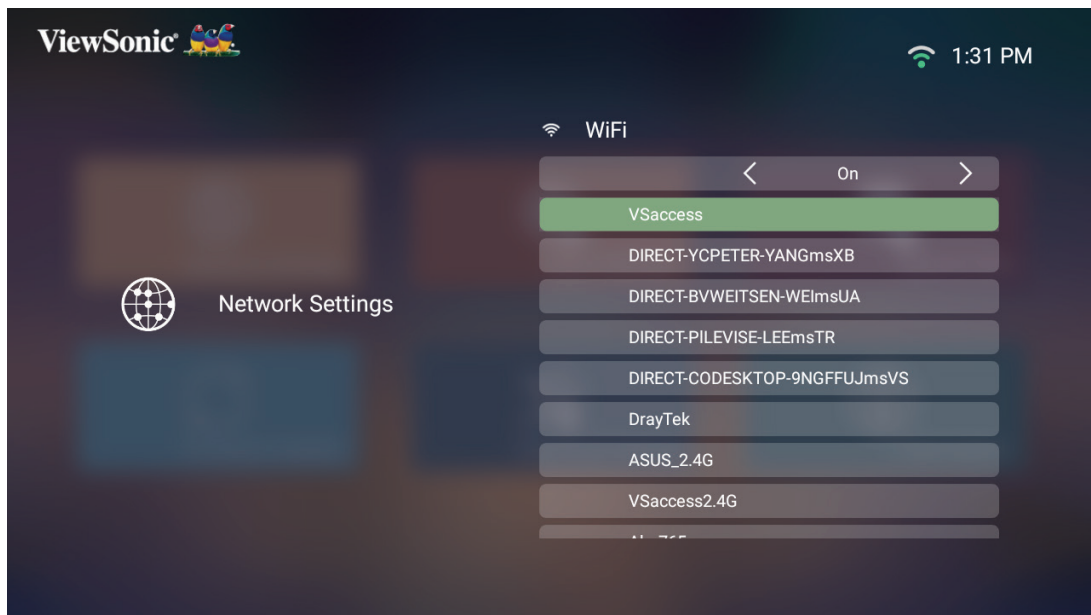 ViewSonic
1:31 PM
WiFi
On
VSaccess
DIRECT-YCPETER-YANGmsXB
DIRECT-BVWEITSEN-WEImsUA
Network Settings
DIRECT-PILEVISE-LEEmsTR
DIRECT-CODESKTOP-9NGFFUJmsVS
DrayTek
ASUS_2.4G
VSaccess2.4G